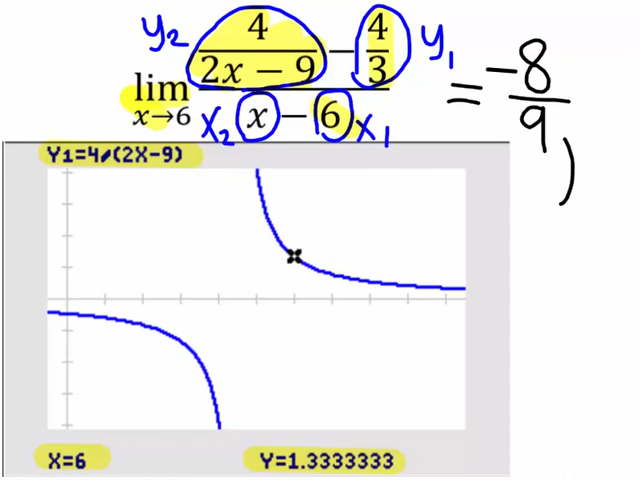 y₂ 4/(2x − 9) − 4/3 y₁
lim x→6 x₂ x − 6 x₁ = −8/9 )
Y1=4/(2X-9)
X=6 Y=1.3333333